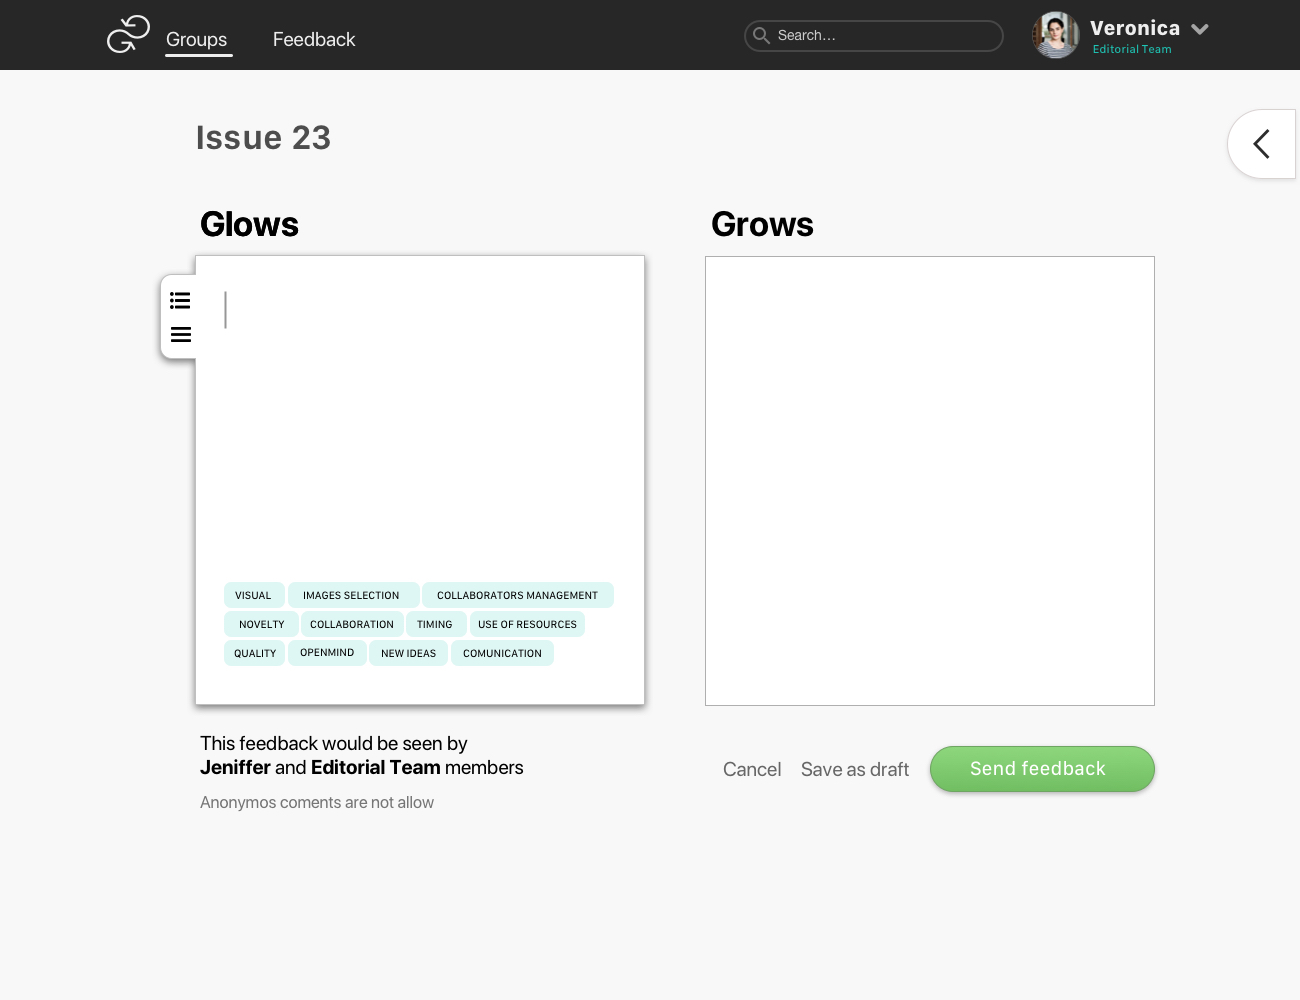 Groups Feedback Search... Veronica
Editorial Team
Issue 23
Glows Grows
VISUAL IMAGES SELECTION COLLABORATORS MANAGEMENT
NOVELTY COLLABORATION TIMING USE OF RESOURCES
QUALITY OPENMIND NEW IDEAS COMUNICATION
This feedback would be seen by
Jeniffer and Editorial Team members
Anonymos coments are not allow
Cancel Save as draft Send feedback